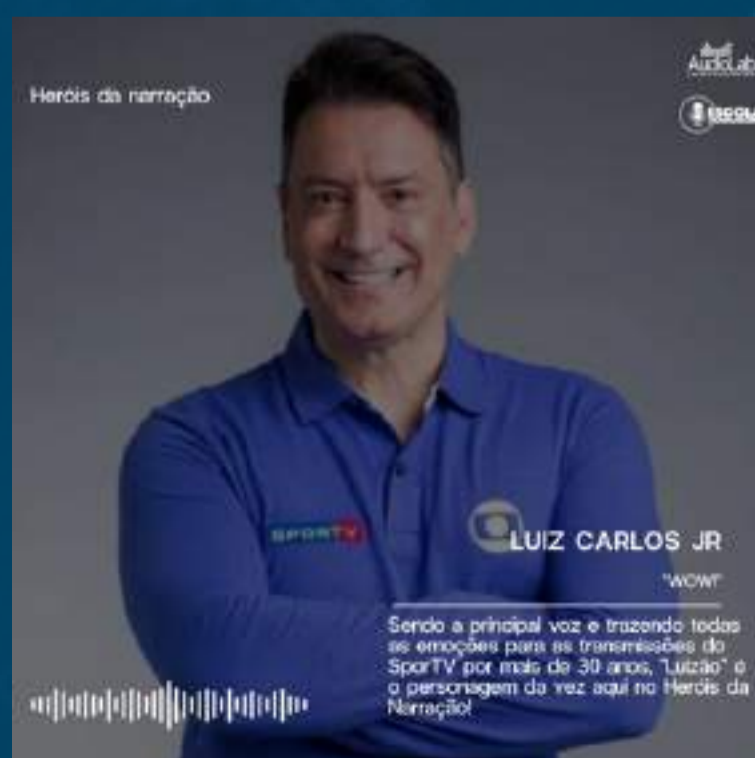 Heróis da narração
AudioLab
ESCOLA
SPORTV
LUIZ CARLOS JR
"WOW!"
Sendo a principal voz e trazendo todas
as emoções para as transmissões do
SporTV por mais de 30 anos, "Luizão" é
o personagem da vez aqui no Heróis da
Narração!